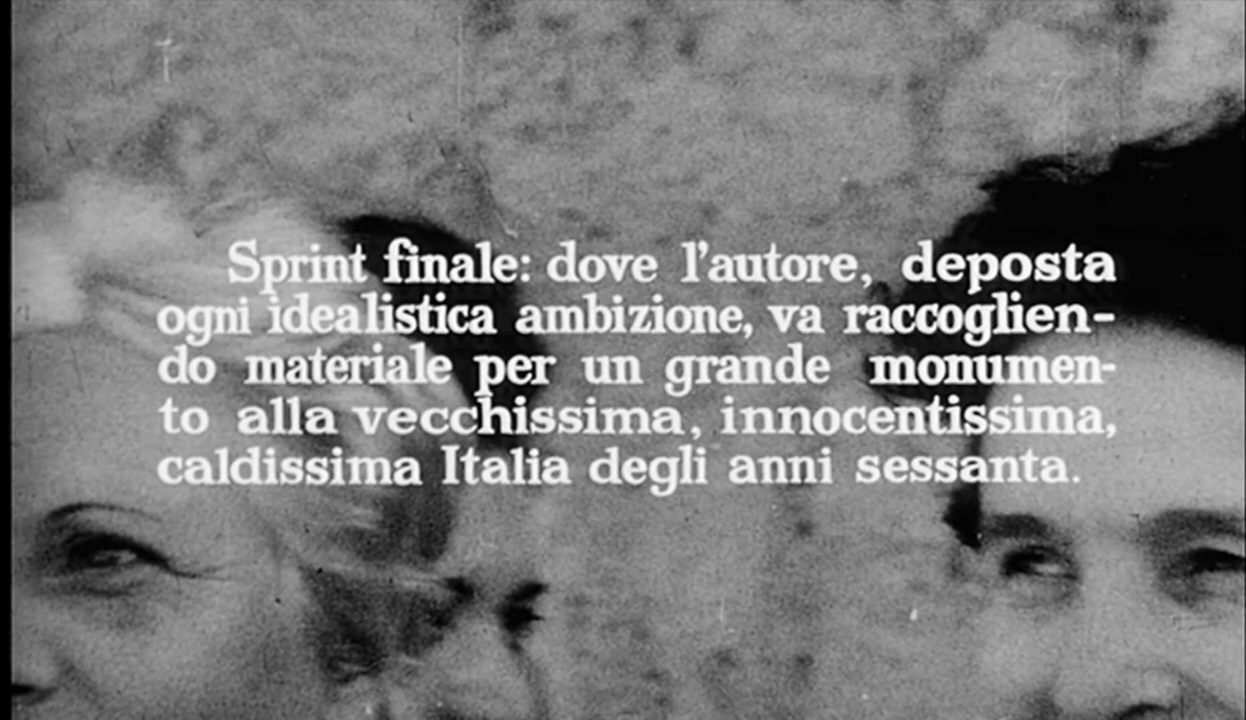 Sprint finale: dove l'autore, deposta
ogni idealistica ambizione, va raccoglien-
do materiale per un grande monumen-
to alla vecchissima, innocentissima,
caldissima Italia degli anni sessanta.